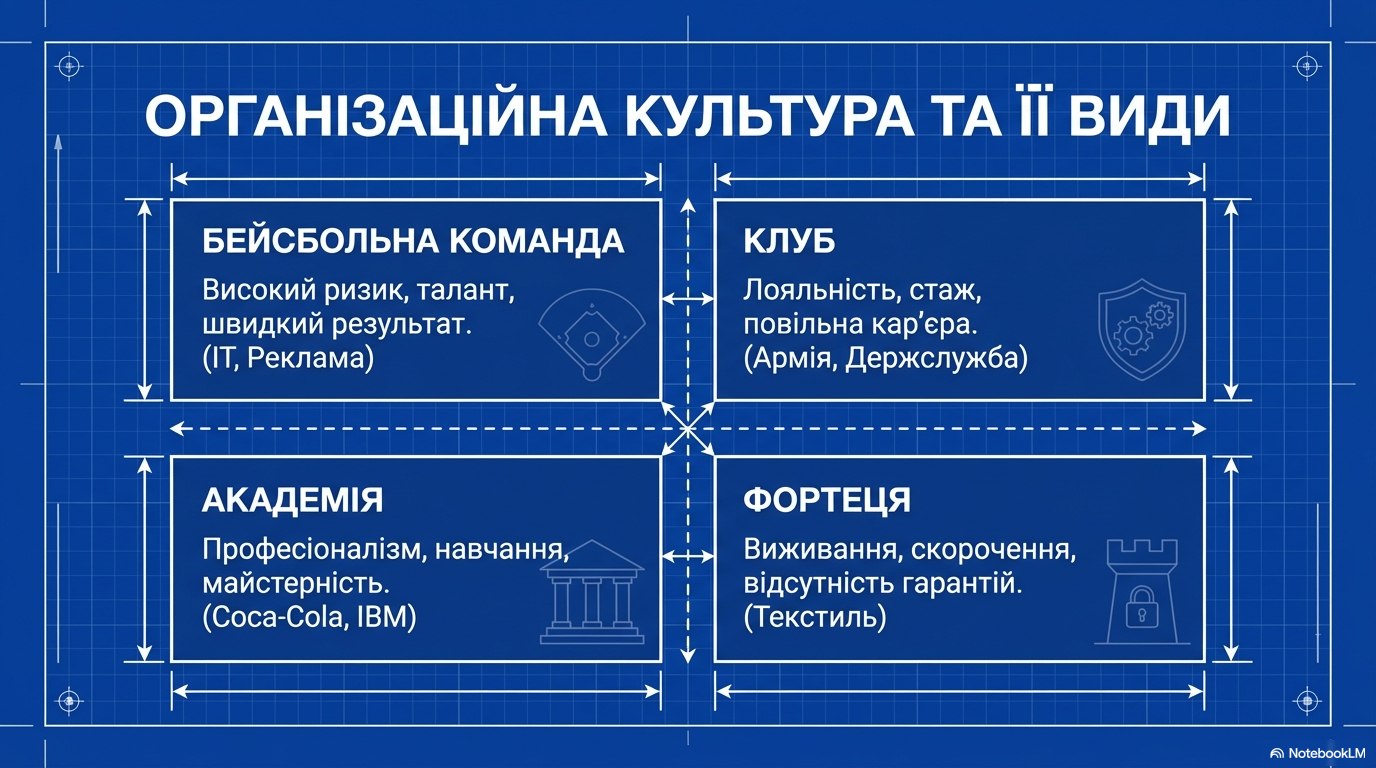 ОРГАНІЗАЦІЙНА КУЛЬТУРА ТА ЇЇ ВИДИ
БЕЙСБОЛЬНА КОМАНДА
Високий ризик, талант,
швидкий результат.
(IT, Реклама)
КЛУБ
Лояльність, стаж,
повільна кар’єра.
(Армія, Держслужба)
АКАДЕМІЯ
Професіоналізм, навчання,
майстерність.
(Coca-Cola, IBM)
ФОРТЕЦЯ
Виживання, скорочення,
відсутність гарантій.
(Текстиль)
NotebookLM